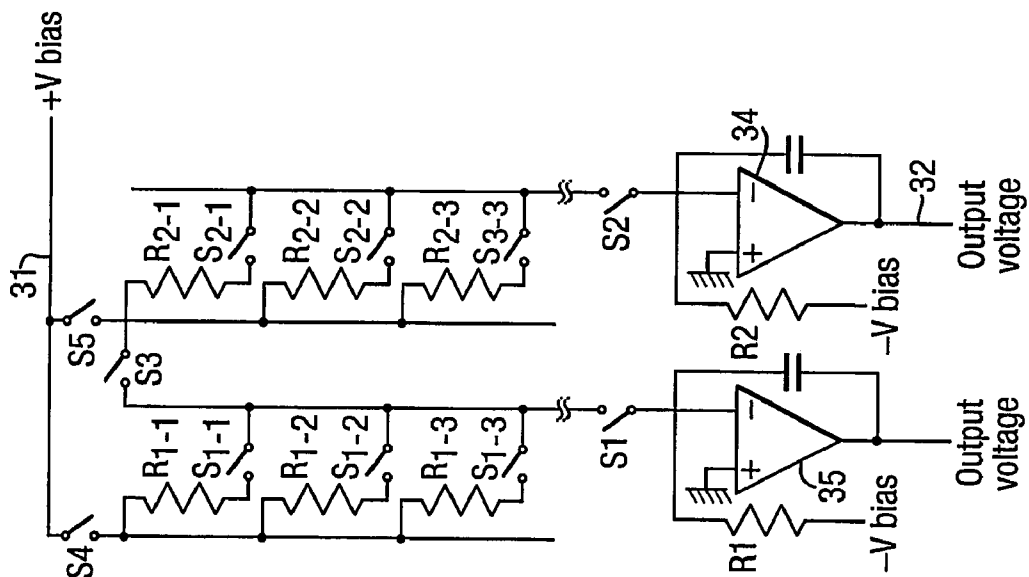 31
+V bias
S4
S5
S3
R1-1
S1-1
R1-2
S1-2
R1-3
S1-3
R2-1
S2-1
R2-2
S2-2
R2-3
S3-3
S1
S2
R1
–V bias
35
–
+
R2
–V bias
34
–
+
32
Output
voltage
Output
voltage